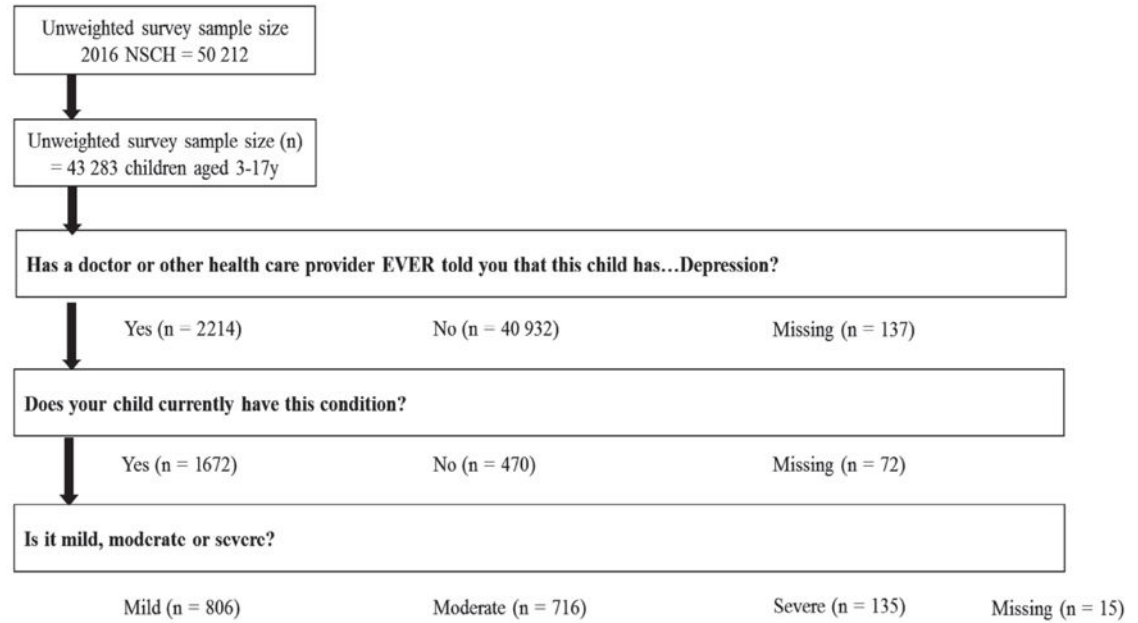 Unweighted survey sample size
2016 NSCH = 50 212
Unweighted survey sample size (n)
= 43 283 children aged 3-17y
Has a doctor or other health care provider EVER told you that this child has…Depression?
Yes (n = 2214) No (n = 40 932) Missing (n = 137)
Does your child currently have this condition?
Yes (n = 1672) No (n = 470) Missing (n = 72)
Is it mild, moderate or severe?
Mild (n = 806) Moderate (n = 716) Severe (n = 135) Missing (n = 15)